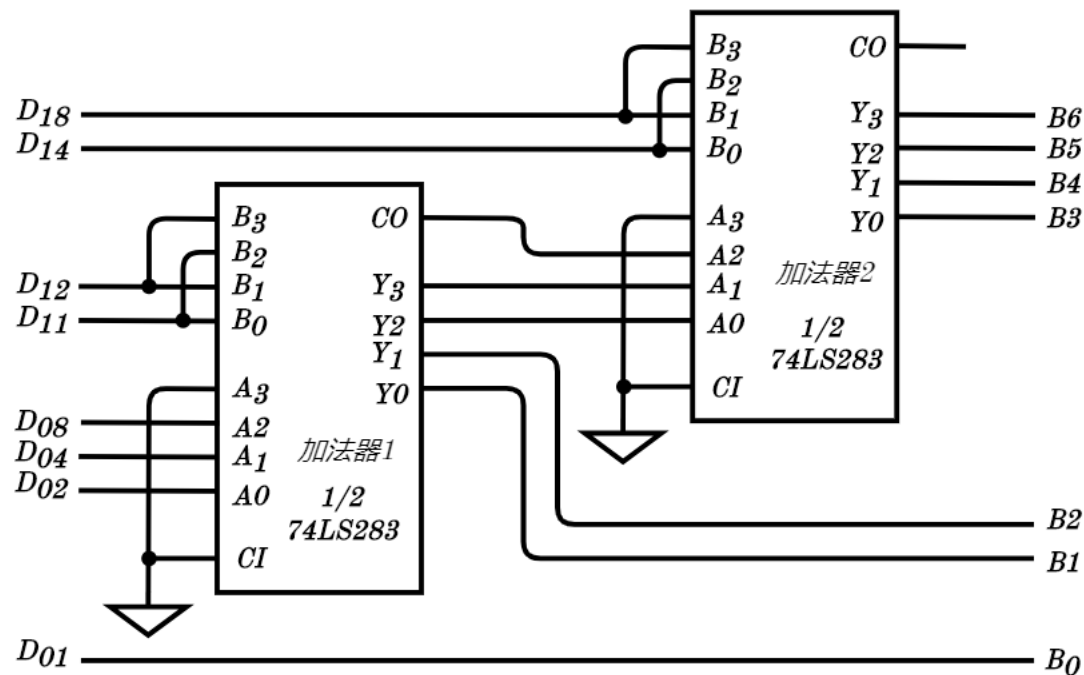 D18
D14
B3
B2
B1
B0
A3
A2
A1
A0
CI
CO
Y3
Y2
Y1
Y0
加法器2
1/2
74LS283
B6
B5
B4
B3
D12
D11
D08
D04
D02
B3
B2
B1
B0
A3
A2
A1
A0
CI
CO
Y3
Y2
Y1
Y0
加法器1
1/2
74LS283
B2
B1
D01
B0